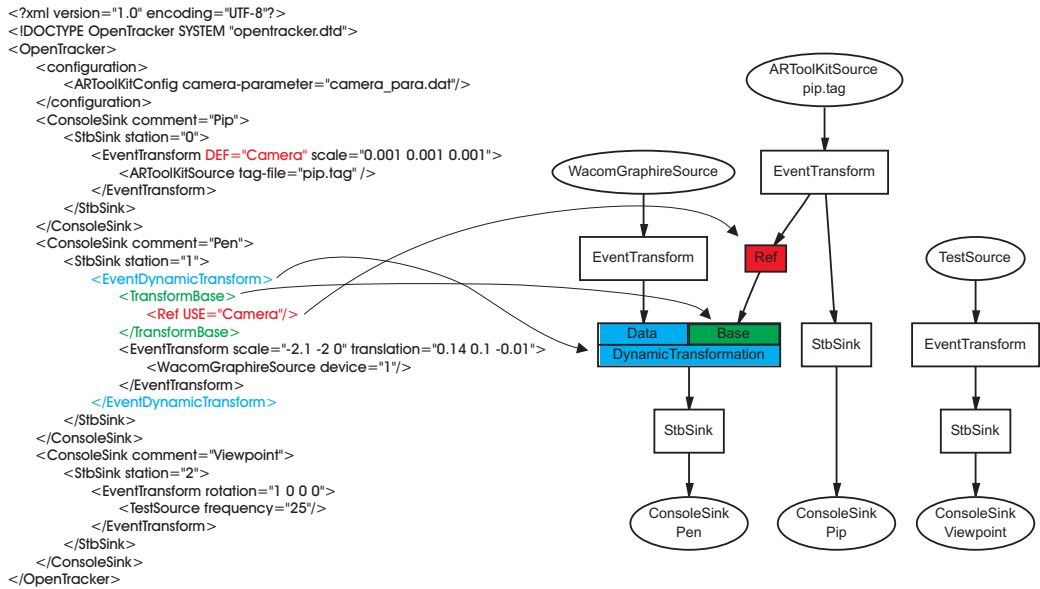 <?xml version="1.0" encoding="UTF-8"?>
<!DOCTYPE OpenTracker SYSTEM "opentracker.dtd">
<OpenTracker>
<configuration>
<ARToolKitConfig camera-parameter="camera_para.dat"/>
</configuration>
<ConsoleSink comment="Pip">
<StbSink station="0">
<EventTransform DEF="Camera" scale="0.001 0.001 0.001">
<ARToolKitSource tag-file="pip.tag" />
</EventTransform>
</StbSink>
</ConsoleSink>
<ConsoleSink comment="Pen">
<StbSink station="1">
<EventDynamicTransform>
<TransformBase>
<Ref USE="Camera"/>
</TransformBase>
<EventTransform scale="-2.1 -2 0" translation="0.14 0.1 -0.01">
<WacomGraphireSource device="1"/>
</EventTransform>
</EventDynamicTransform>
</StbSink>
</ConsoleSink>
<ConsoleSink comment="Viewpoint">
<StbSink station="2">
<EventTransform rotation="1 0 0 0">
<TestSource frequency="25"/>
</EventTransform>
</StbSink>
</ConsoleSink>
</OpenTracker>
ARToolKitSource
pip.tag
WacomGraphireSource
EventTransform
EventTransform
Ref
TestSource
Data
Base
DynamicTransformation
StbSink
EventTransform
StbSink
StbSink
ConsoleSink
Pen
ConsoleSink
Pip
ConsoleSink
Viewpoint